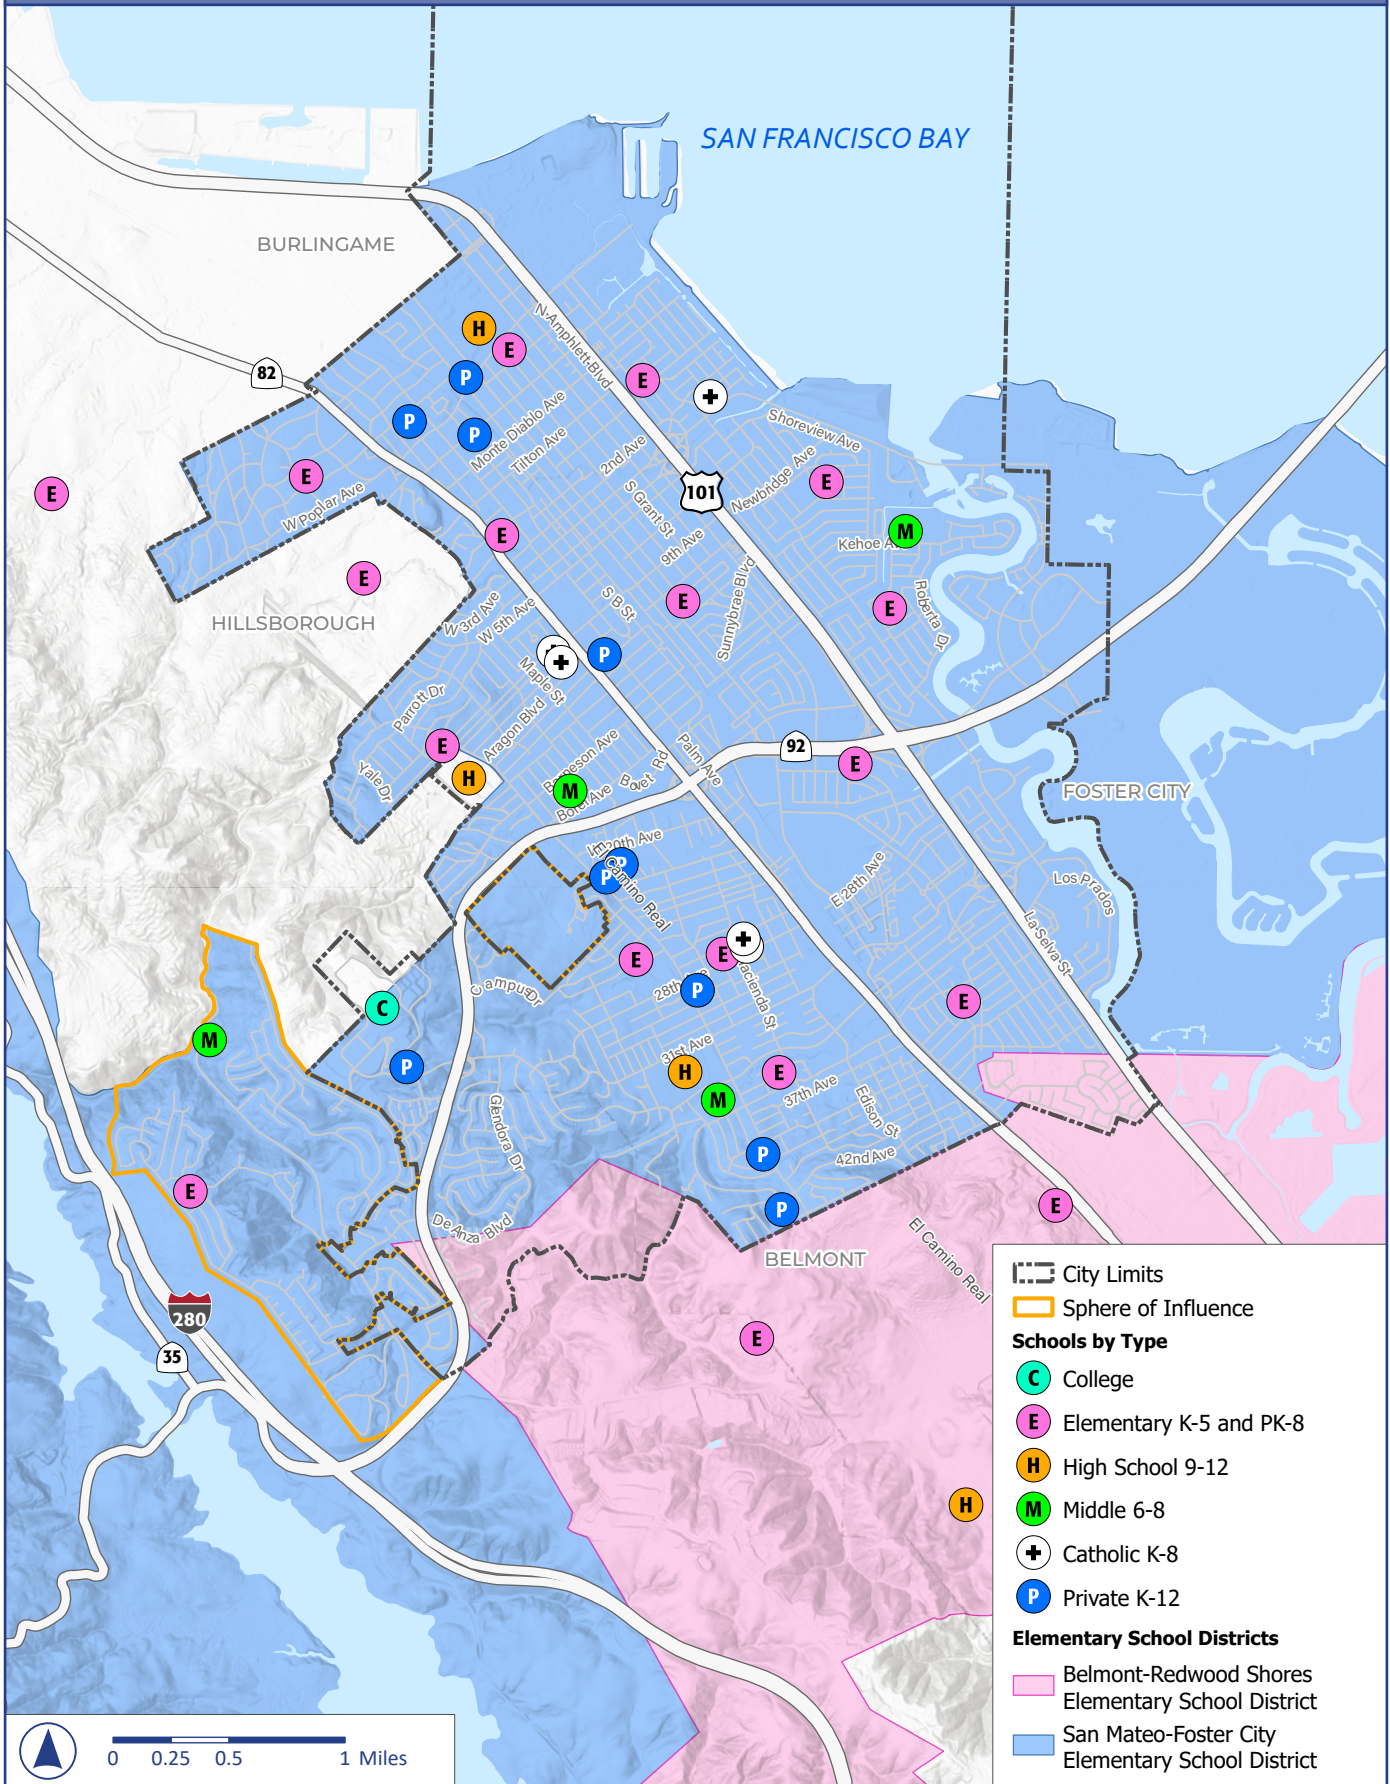 SAN FRANCISCO BAY
BURLINGAME
N Amphlett Blvd
H
E
82
P
E
P
P
Monte Diablo Ave
Shoreview Ave
Tilton Ave
2nd Ave
E
E
W Poplar Ave
101
Newbridge Ave
E
S Grant St
M
Kehoe A
E
9th Ave
E
Sunnybrae Blvd
HILLSBOROUGH
W 3rd Ave
W 5th Ave
S B St
E
E
Roberta Dr
P
Maple St
Parrott Dr
Aragon Blvd
E
H
Yale Dr
Bovet Rd
Palm Ave
92
E
M
Borel Ave
FOSTER CITY
20th Ave
El Camino Real
P
P
E 28th Ave
Los Prados
La Selva St
E
E
28th Ave
P
Hacienda St
Campus Dr
C
E
M
P
31st Ave
H
E
M
37th Ave
Edison St
Glendora Dr
P
42nd Ave
E
P
E
De Anza Blvd
BELMONT
El Camino Real
280
35
E
H
City Limits
Sphere of Influence
Schools by Type
C College
E Elementary K-5 and PK-8
H High School 9-12
M Middle 6-8
Catholic K-8
P Private K-12
Elementary School Districts
Belmont-Redwood Shores
Elementary School District
San Mateo-Foster City
Elementary School District
0 0.25 0.5 1 Miles